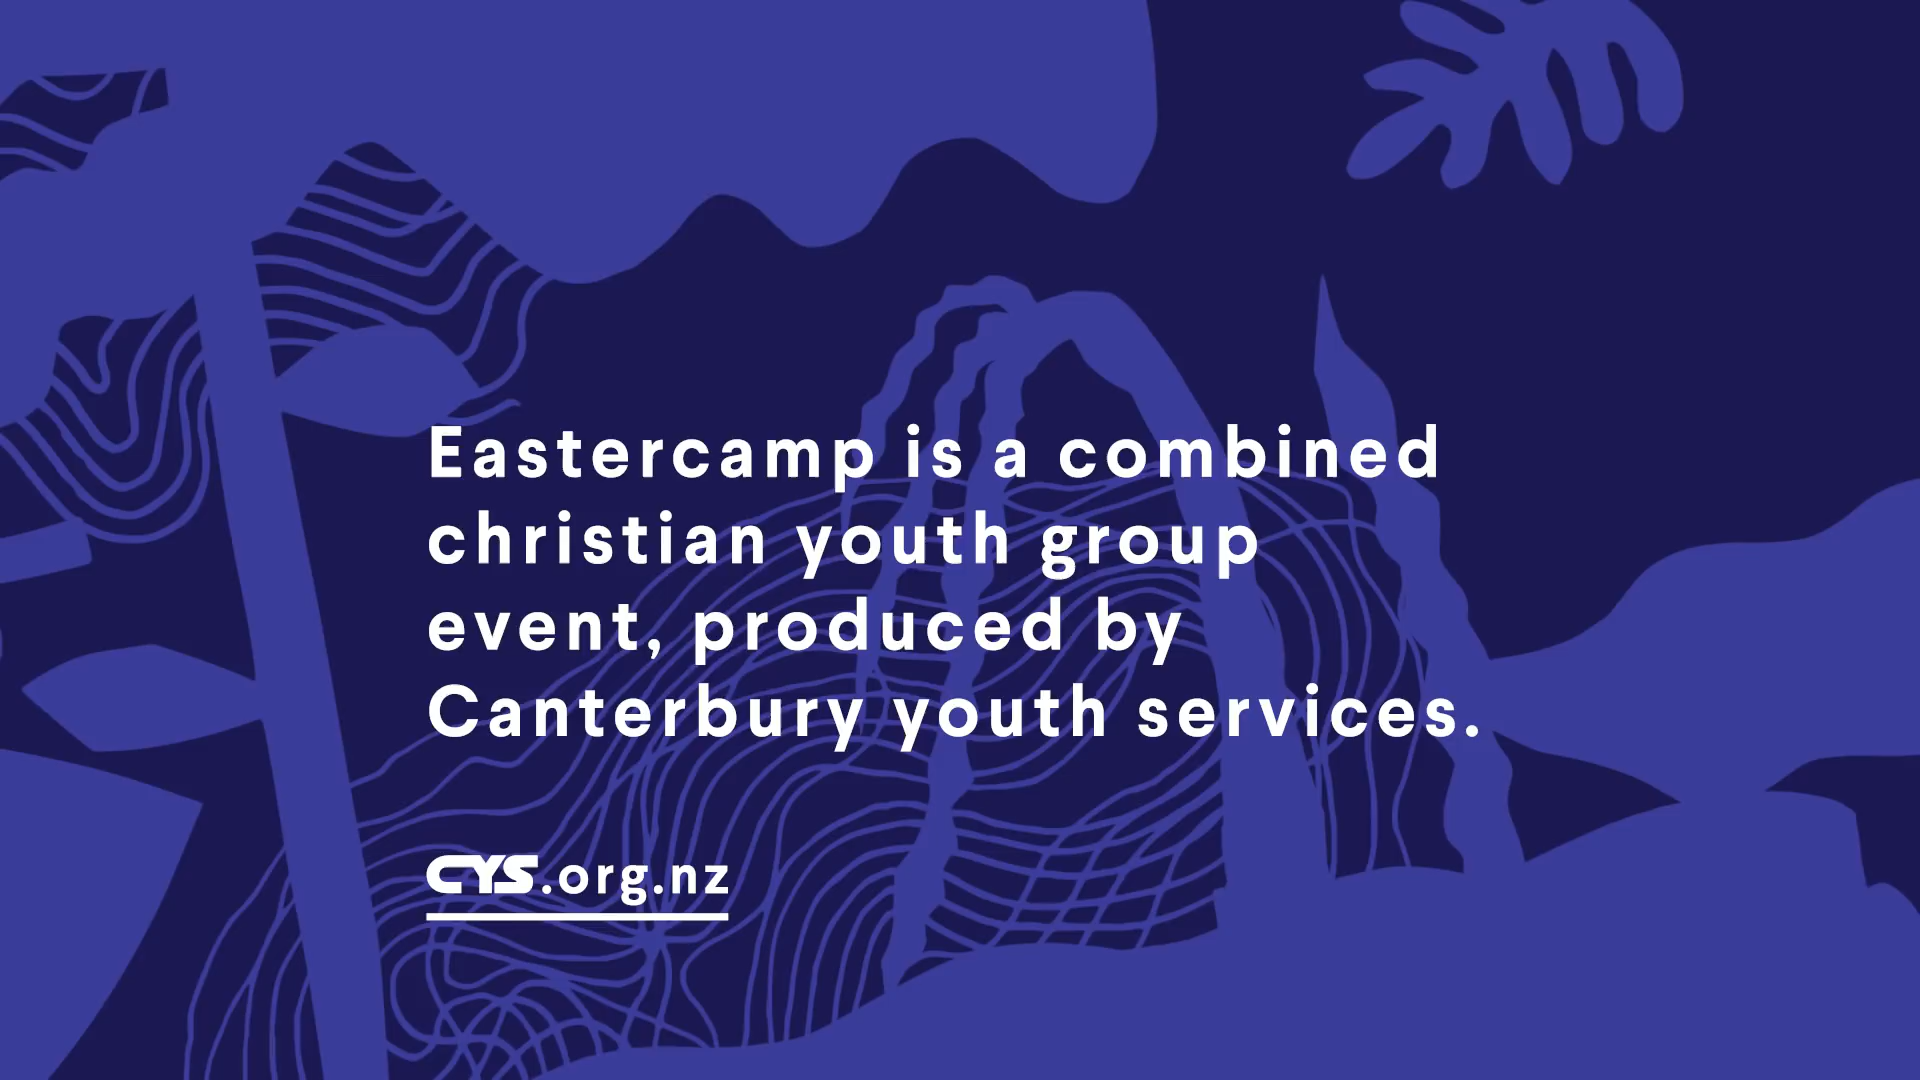 Eastercamp is a combined
christian youth group
event, produced by
Canterbury youth services.
CYS.org.nz